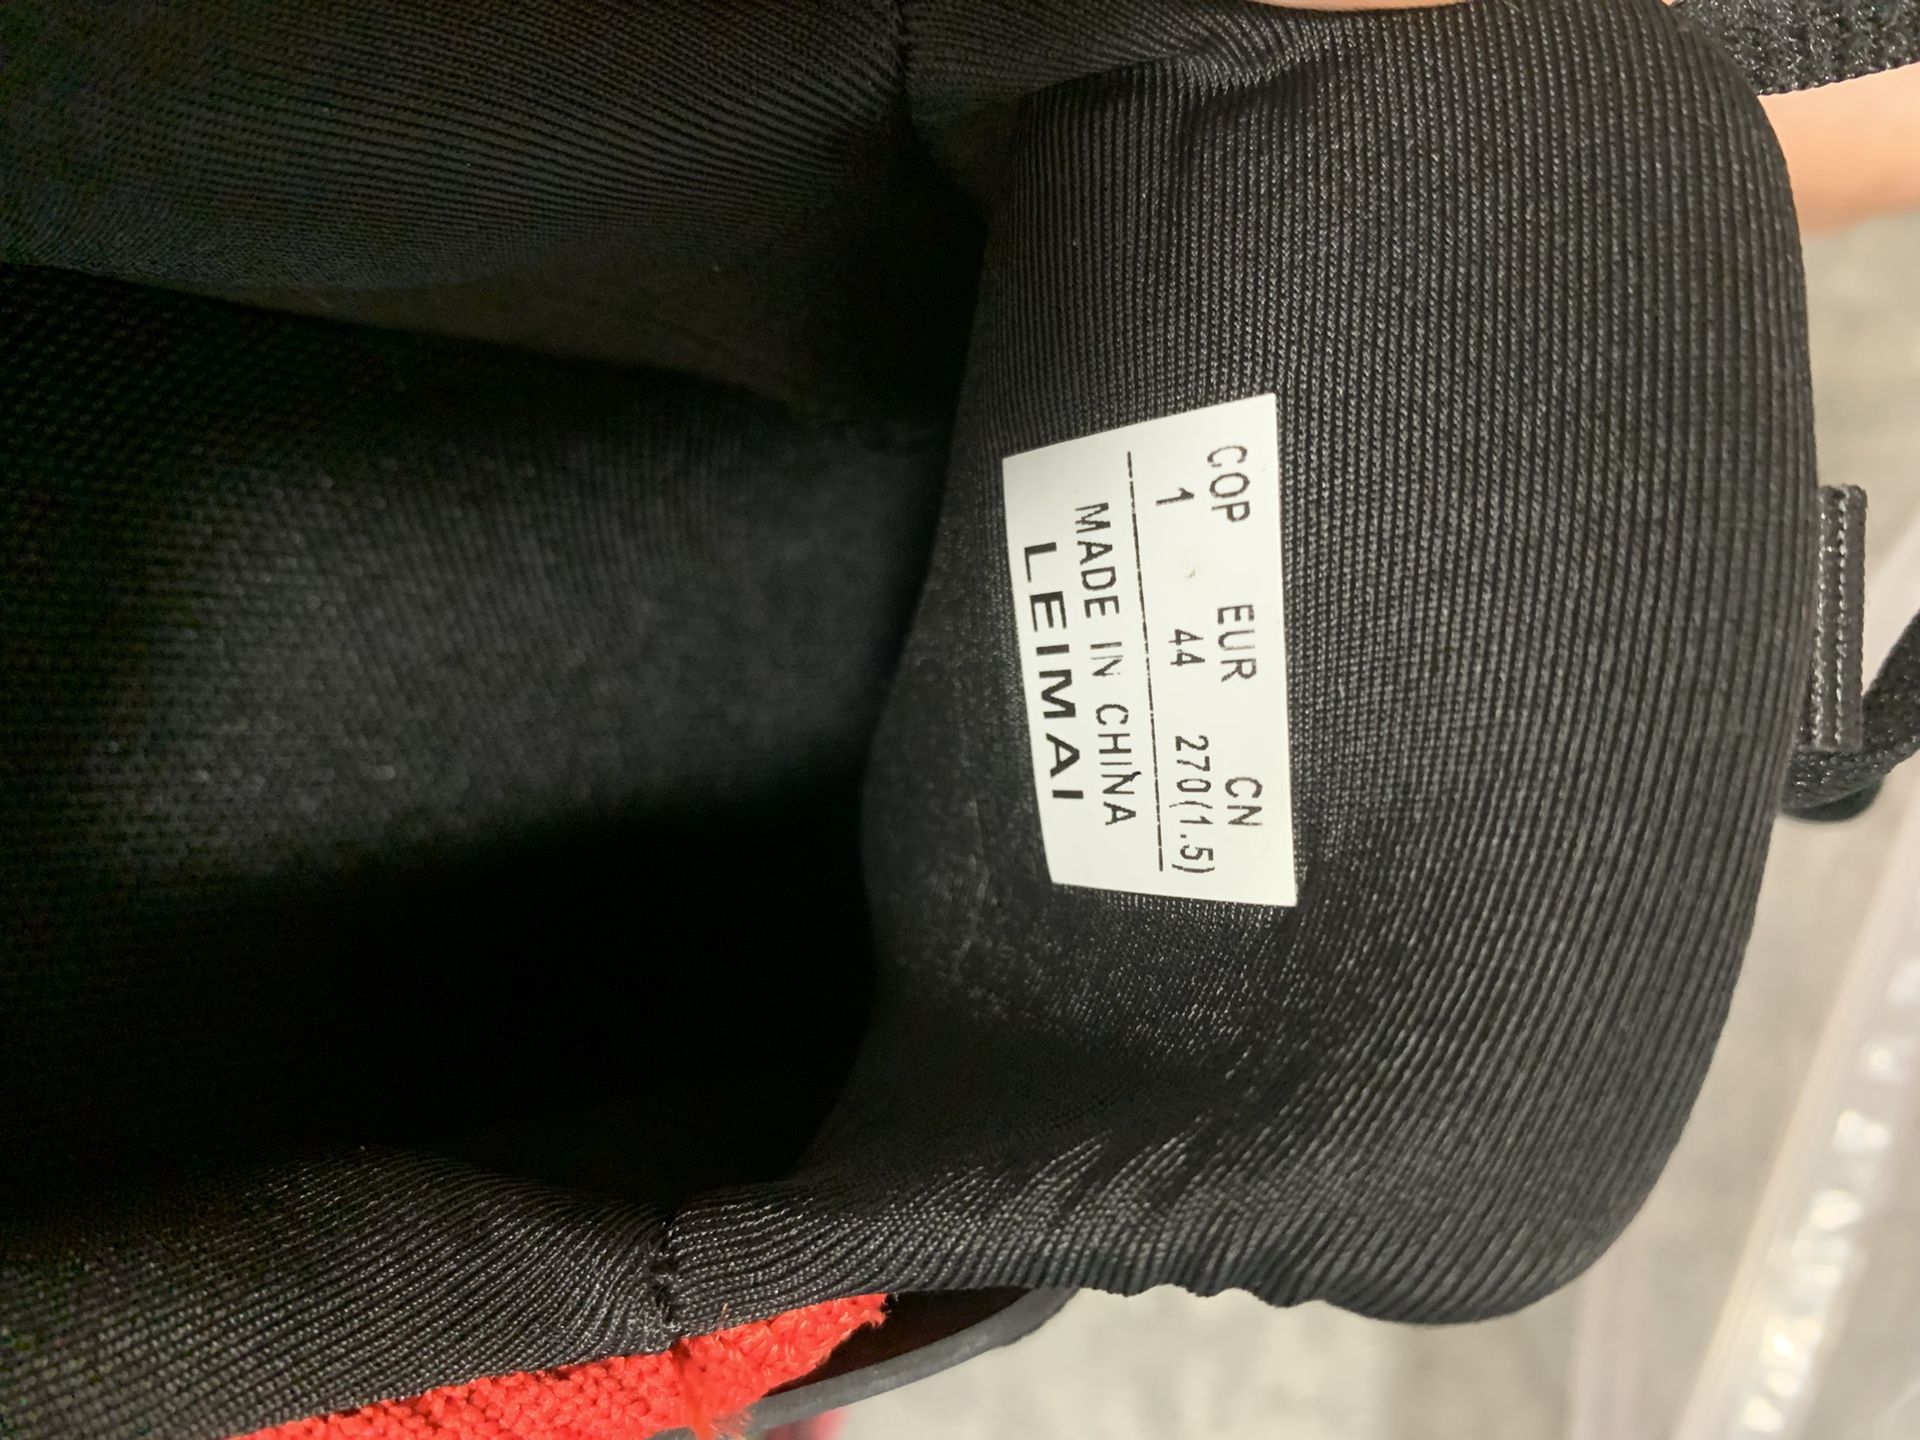 COP EUR CN
1 44 270(1.5)
MADE IN CHINA
LEIMAI